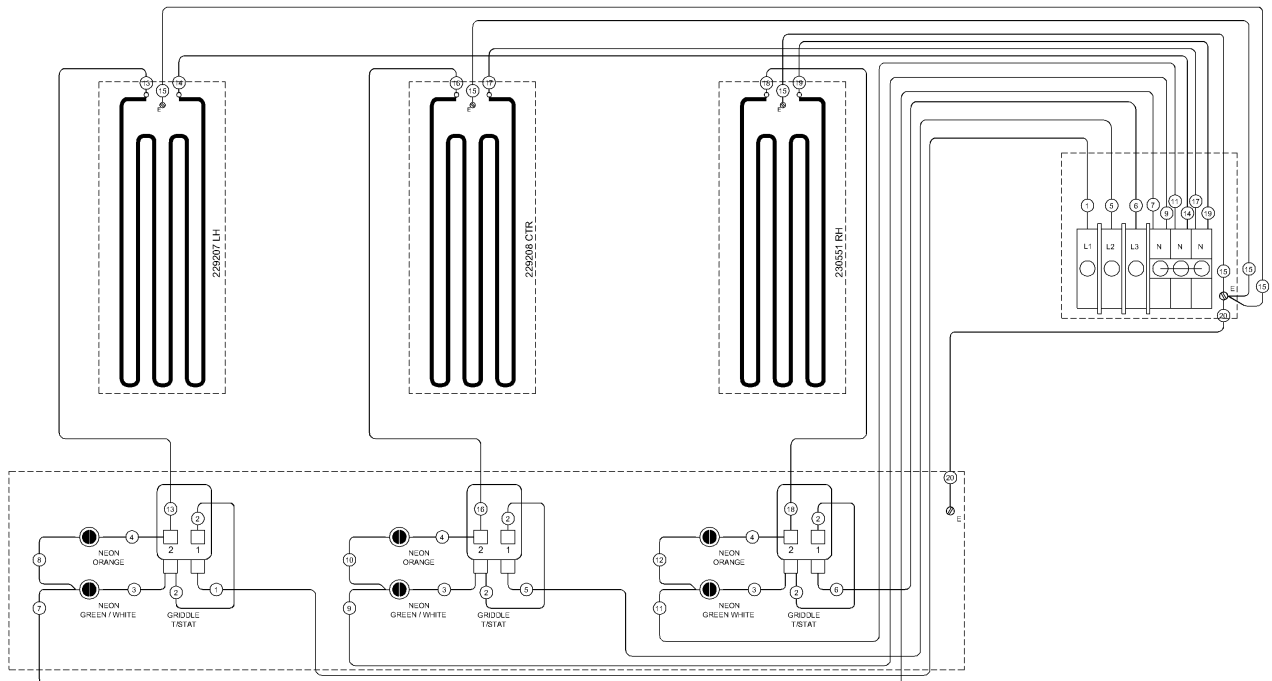 13
15
14
E
16
15
17
E
18
15
19
E
229207 LH
229208 CTR
230551 RH
1
5
6
7
9
11
14
17
19
L1
L2
L3
N
N
N
15
15
15
E
20
20
E
13
2
4
2
1
8
NEON
ORANGE
3
2
1
7
NEON
GREEN / WHITE
GRIDDLE
T/STAT
16
2
4
2
1
10
NEON
ORANGE
3
2
5
9
NEON
GREEN / WHITE
GRIDDLE
T/STAT
18
2
4
2
1
12
NEON
ORANGE
3
2
6
11
NEON
GREEN WHITE
GRIDDLE
T/STAT